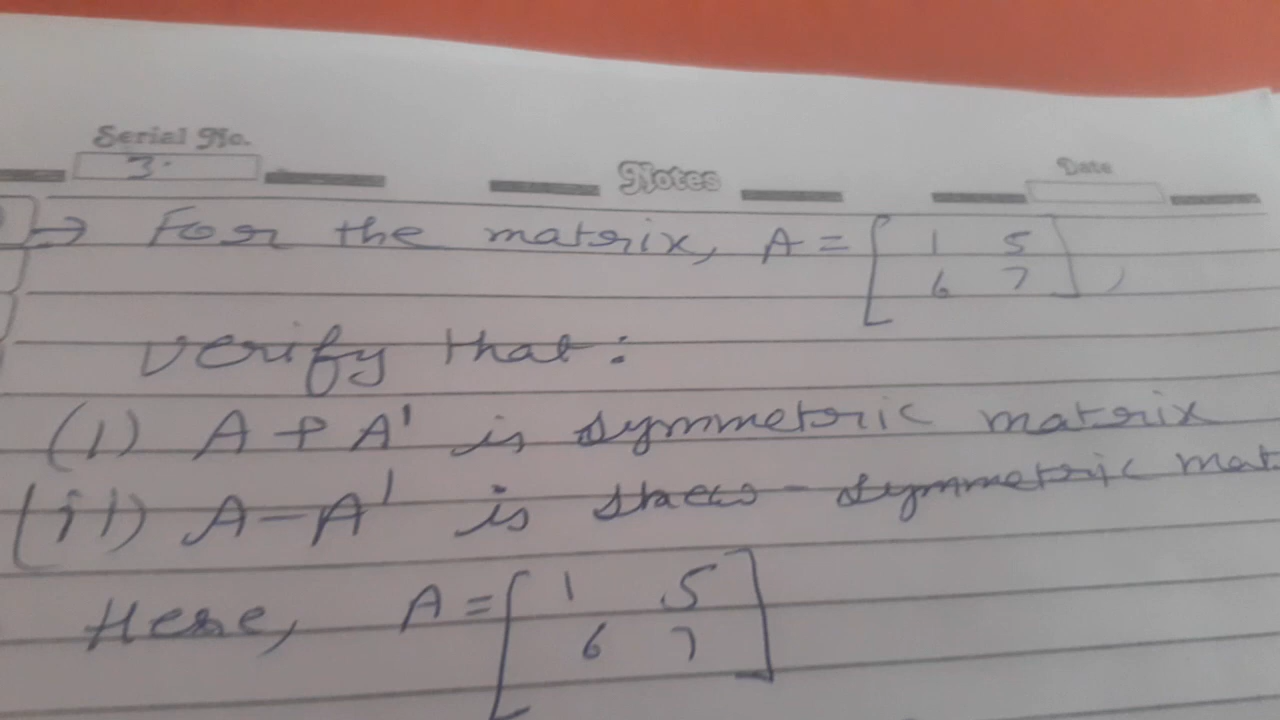 Serial No.
3.
Notes
Date
→ For the matrix, A = [ 1 5
6 7 ],
verify that:
(i) A + A' is symmetric matrix
(ii) A - A' is skew - symmetric mat
Here, A = [ 1 5
6 7 ]